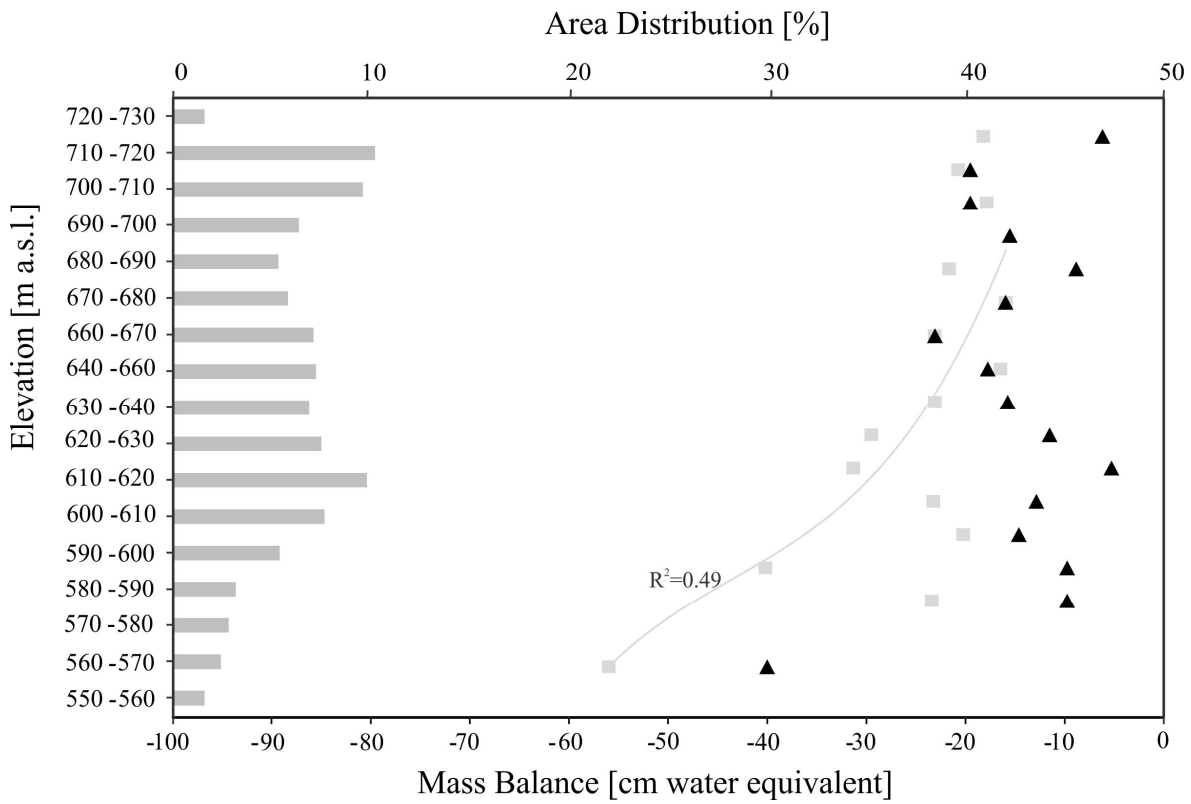 Area Distribution [%]
0 10 20 30 40 50
Elevation [m a.s.l.]
720 -730
710 -720
700 -710
690 -700
680 -690
670 -680
660 -670
640 -660
630 -640
620 -630
610 -620
600 -610
590 -600
580 -590
570 -580
560 -570
550 -560
R²=0.49
-100 -90 -80 -70 -60 -50 -40 -30 -20 -10 0
Mass Balance [cm water equivalent]